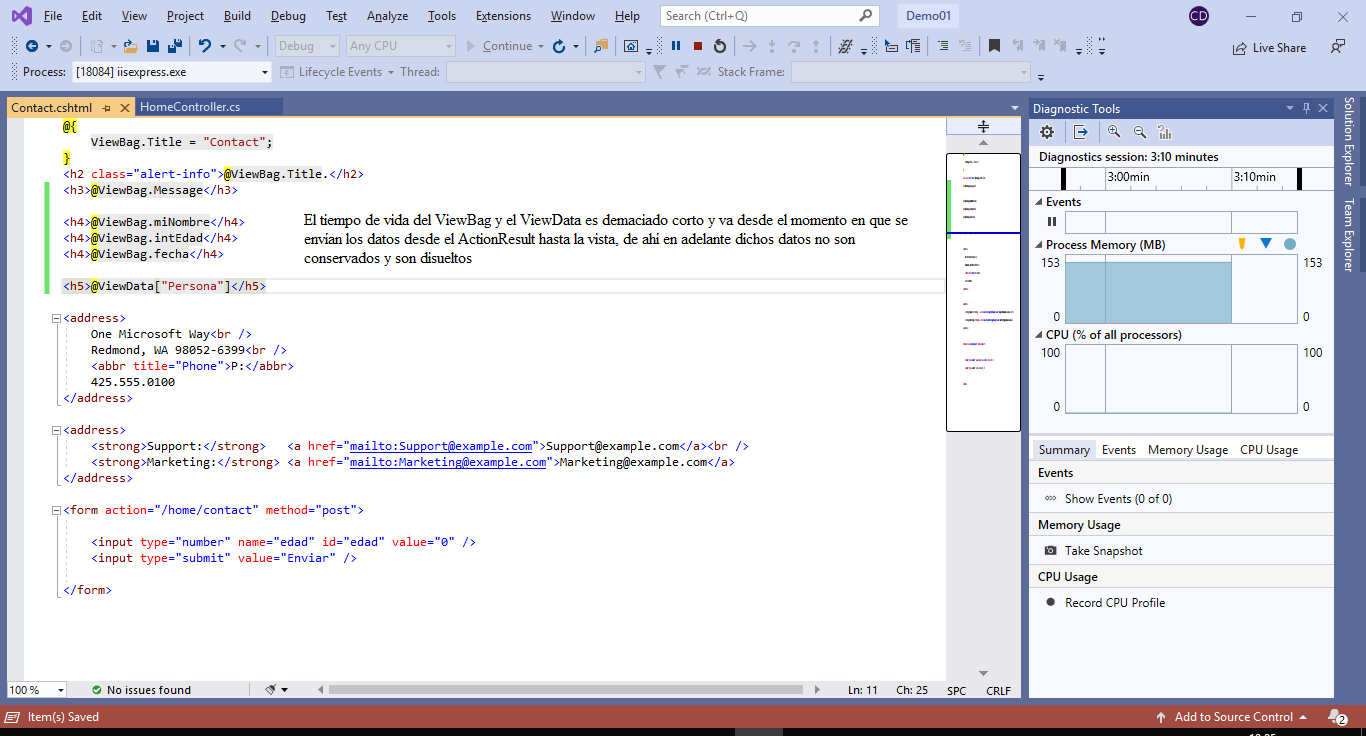 File Edit View Project Build Debug Test Analyze Tools Extensions Window Help Search (Ctrl+Q) Demo01 CD
Debug Any CPU Continue Live Share
Process: [18084] iisexpress.exe Lifecycle Events Thread: Stack Frame:
Contact.cshtml HomeController.cs
@{
ViewBag.Title = "Contact";
}
<h2 class="alert-info">@ViewBag.Title.</h2>
<h3>@ViewBag.Message</h3>
<h4>@ViewBag.miNombre</h4>
<h4>@ViewBag.intEdad</h4>
<h4>@ViewBag.fecha</h4>
El tiempo de vida del ViewBag y el ViewData es demaciado corto y va desde el momento en que se
envian los datos desde el ActionResult hasta la vista, de ahí en adelante dichos datos no son
conservados y son disueltos
<h5>@ViewData["Persona"]</h5>
<address>
One Microsoft Way<br />
Redmond, WA 98052-6399<br />
<abbr title="Phone">P:</abbr>
425.555.0100
</address>
<address>
<strong>Support:</strong> <a href="mailto:Support@example.com">Support@example.com</a><br />
<strong>Marketing:</strong> <a href="mailto:Marketing@example.com">Marketing@example.com</a>
</address>
<form action="/home/contact" method="post">
<input type="number" name="edad" id="edad" value="0" />
<input type="submit" value="Enviar" />
</form>
100 % No issues found Ln: 11 Ch: 25 SPC CRLF
Diagnostic Tools
Diagnostics session: 3:10 minutes
3:00min 3:10min
Events
Process Memory (MB)
153 153
0 0
CPU (% of all processors)
100 100
0 0
Summary Events Memory Usage CPU Usage
Events
Show Events (0 of 0)
Memory Usage
Take Snapshot
CPU Usage
Record CPU Profile
Solution Explorer
Team Explorer
Item(s) Saved Add to Source Control 2